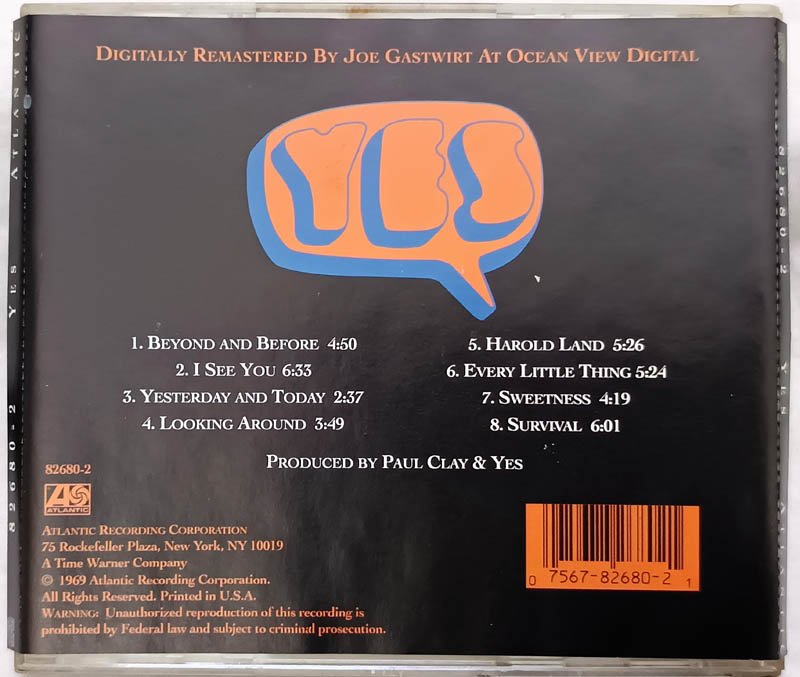 DIGITALLY REMASTERED BY JOE GASTWIRT AT OCEAN VIEW DIGITAL
YES
1. BEYOND AND BEFORE 4:50
2. I SEE YOU 6:33
3. YESTERDAY AND TODAY 2:37
4. LOOKING AROUND 3:49
5. HAROLD LAND 5:26
6. EVERY LITTLE THING 5:24
7. SWEETNESS 4:19
8. SURVIVAL 6:01
PRODUCED BY PAUL CLAY & YES
82680-2
ATLANTIC
ATLANTIC RECORDING CORPORATION
75 Rockefeller Plaza, New York, NY 10019
A Time Warner Company
© 1969 Atlantic Recording Corporation.
All Rights Reserved. Printed in U.S.A.
WARNING: Unauthorized reproduction of this recording is
prohibited by Federal law and subject to criminal prosecution.
0 7567-82680-2 1
82680-2 YES ATLANTIC
YES 82680-2